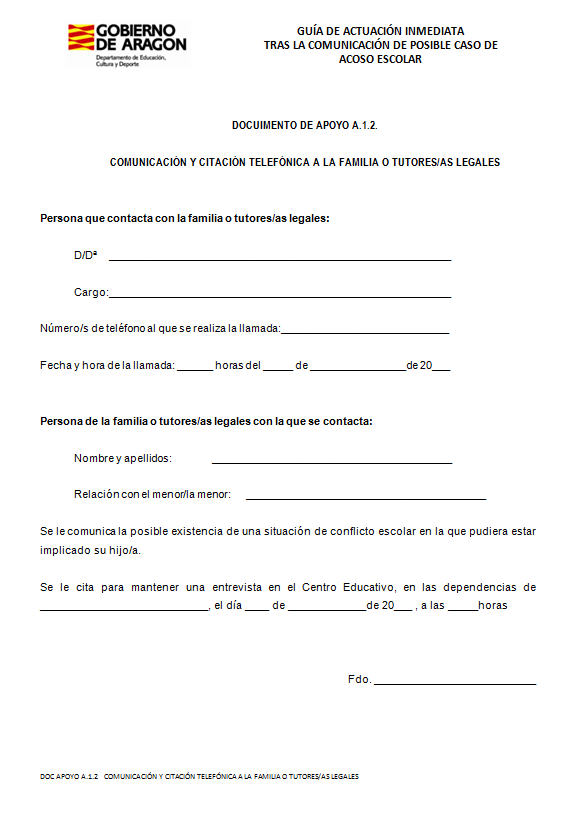 GOBIERNO
DE ARAGON
Departamento de Educación,
Cultura y Deporte
GUÍA DE ACTUACIÓN INMEDIATA
TRAS LA COMUNICACIÓN DE POSIBLE CASO DE
ACOSO ESCOLAR
DOCUIMENTO DE APOYO A.1.2.
COMUNICACIÓN Y CITACIÓN TELEFÓNICA A LA FAMILIA O TUTORES/AS LEGALES
Persona que contacta con la familia o tutores/as legales:
D/Dª ________________________________________________________
Cargo:________________________________________________________
Número/s de teléfono al que se realiza la llamada:____________________________
Fecha y hora de la llamada: ______ horas del _____ de ________________de 20___
Persona de la familia o tutores/as legales con la que se contacta:
Nombre y apellidos: ________________________________________
Relación con el menor/la menor: ________________________________________
Se le comunica la posible existencia de una situación de conflicto escolar en la que pudiera estar
implicado su hijo/a.
Se le cita para mantener una entrevista en el Centro Educativo, en las dependencias de
____________________________, el día ____ de _____________de 20___ , a las _____horas
Fdo. ___________________________
DOC APOYO A.1.2 COMUNICACIÓN Y CITACIÓN TELEFÓNICA A LA FAMILIA O TUTORES/AS LEGALES